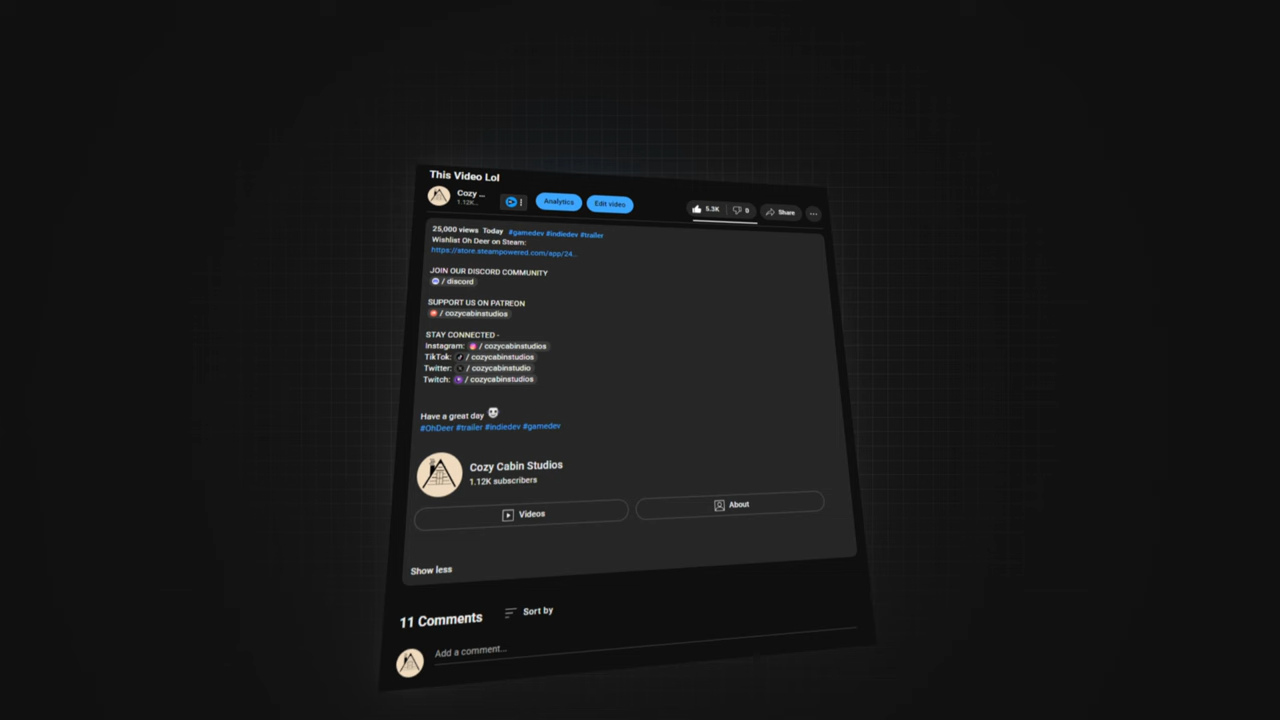 This Video Lol
Cozy ...
1.12K...
Analytics
Edit video
5.3K
0
Share
25,000 views Today #gamedev #indiedev #trailer
Wishlist Oh Deer on Steam:
https://store.steampowered.com/app/24...
JOIN OUR DISCORD COMMUNITY
/ discord
SUPPORT US ON PATREON
/ cozycabinstudios
STAY CONNECTED -
Instagram: / cozycabinstudios
TikTok: / cozycabinstudios
Twitter: / cozycabinstudio
Twitch: / cozycabinstudios
Have a great day
#OhDeer #trailer #indiedev #gamedev
Cozy Cabin Studios
1.12K subscribers
Videos
About
Show less
11 Comments
Sort by
Add a comment...